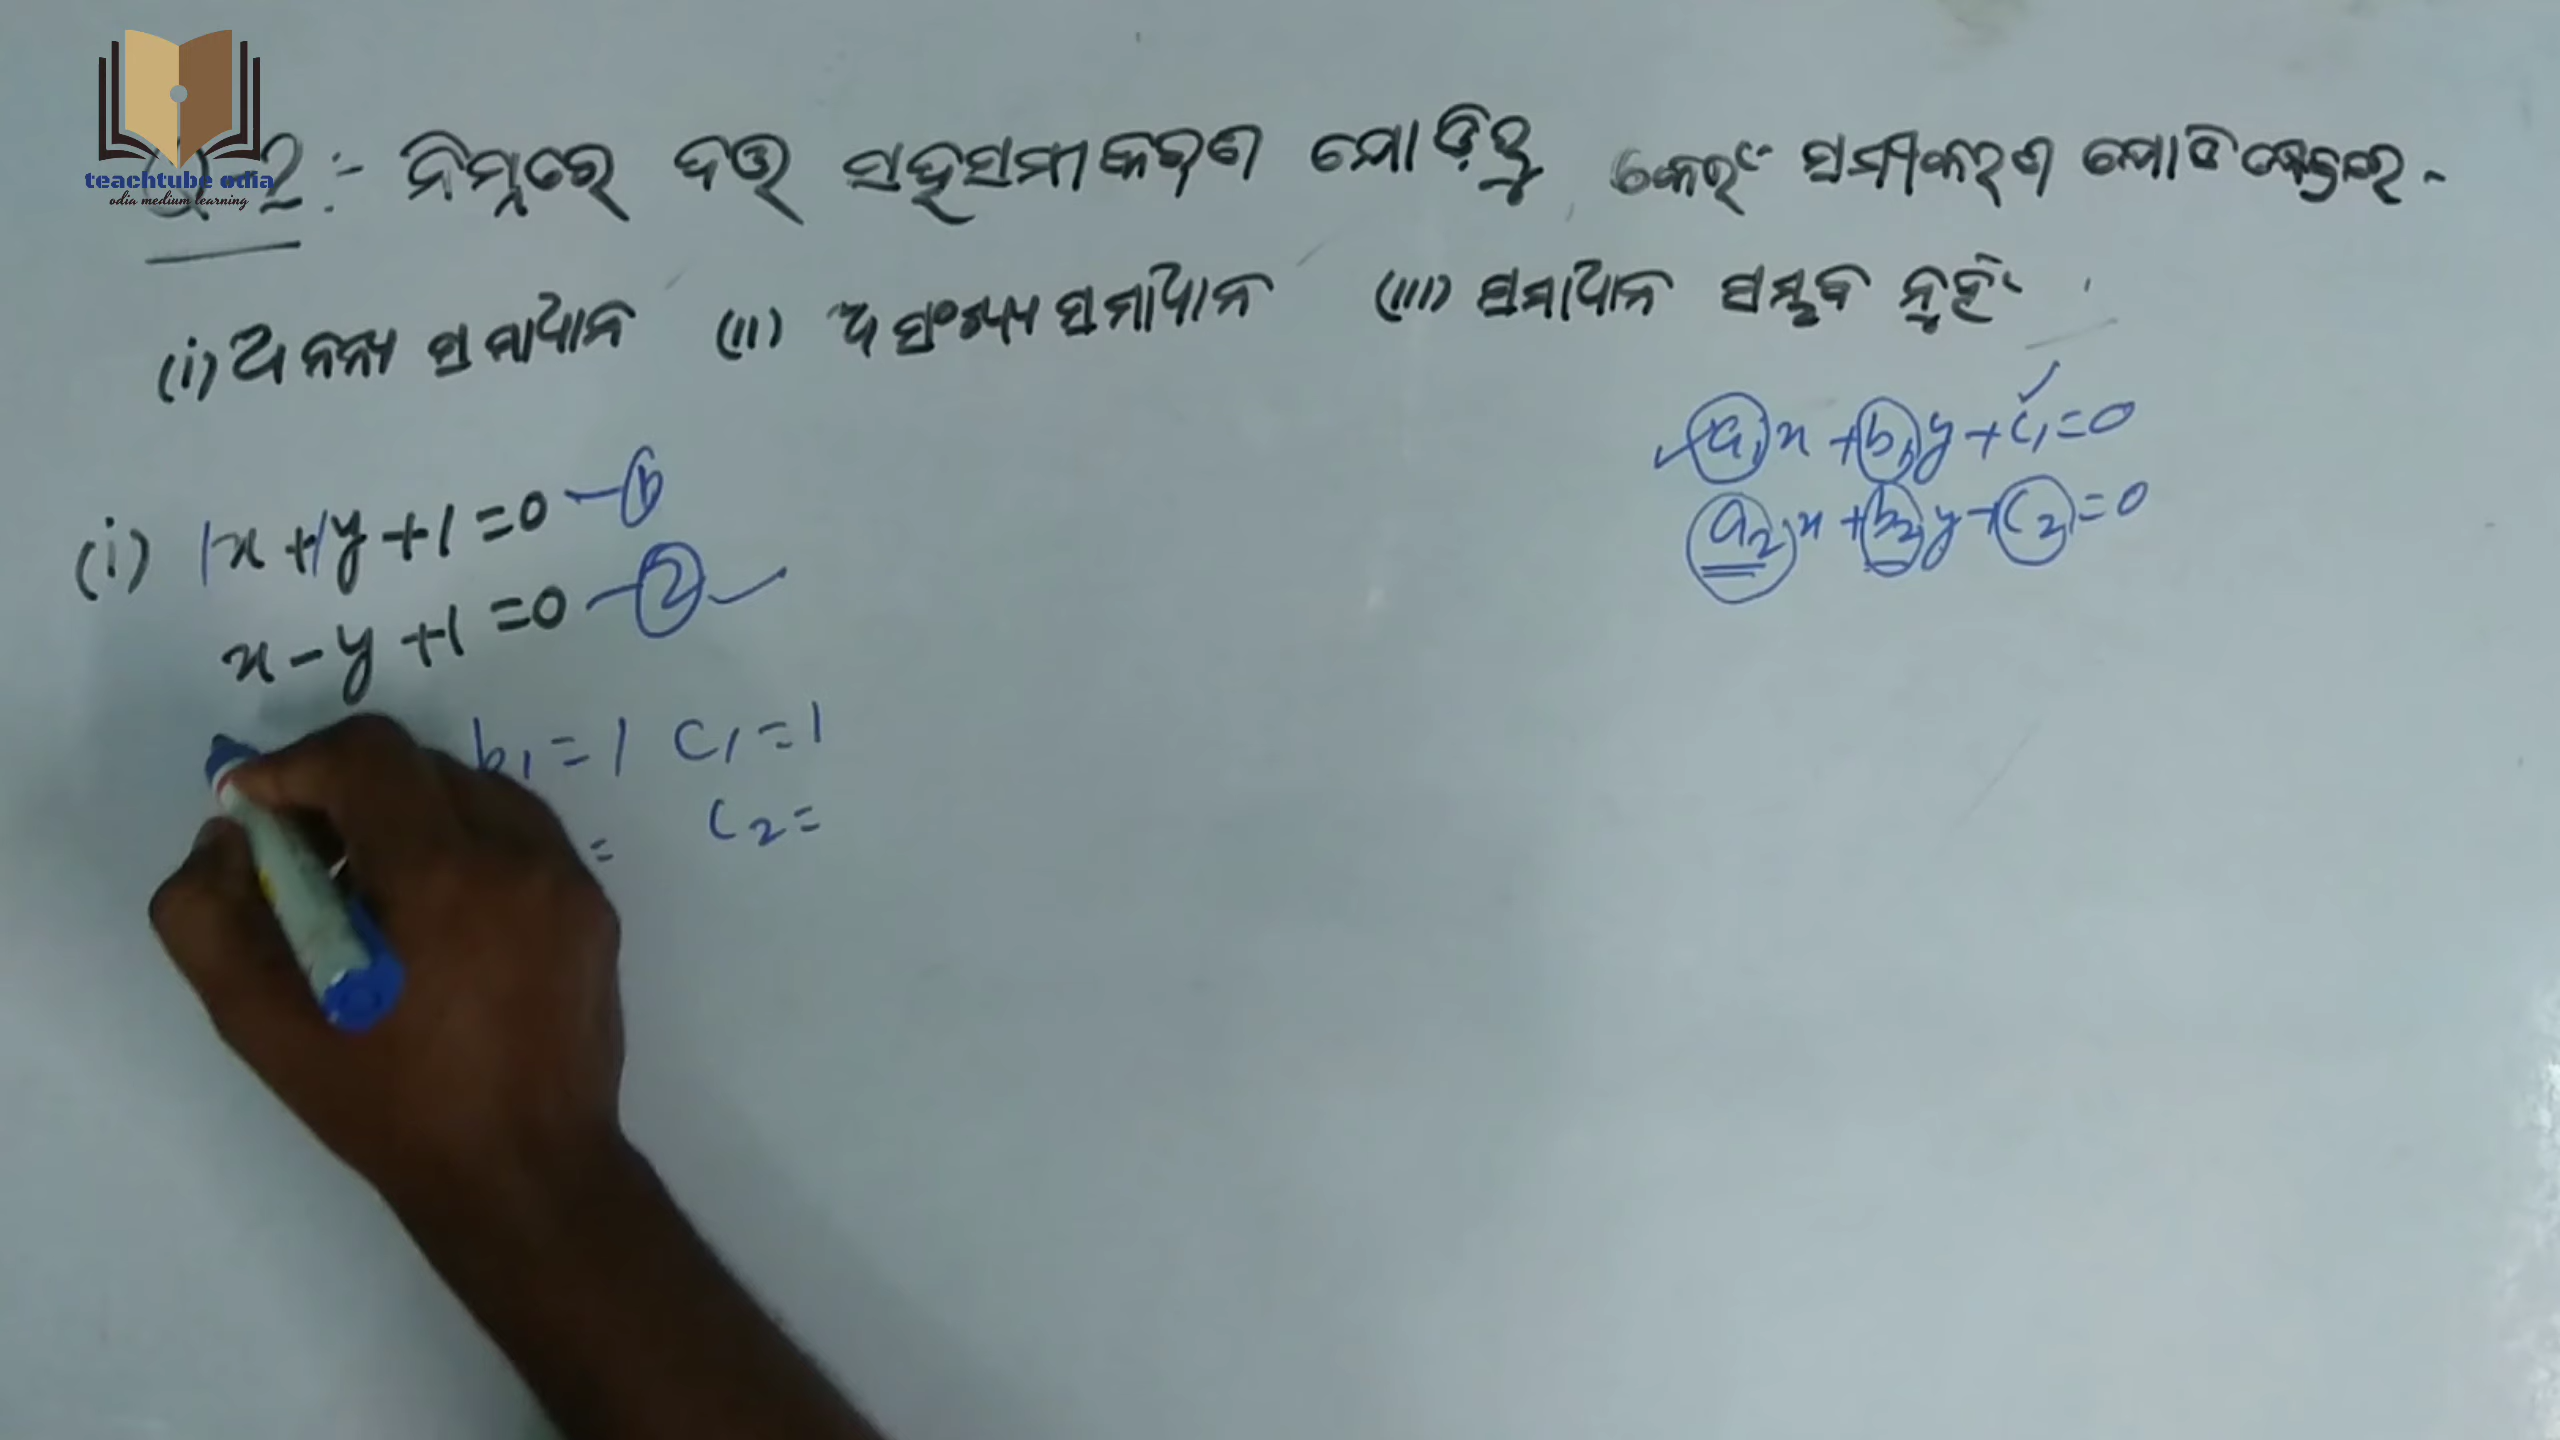 teachtube odia
odia medium learning
ପ୍ର-2 :- ନିମ୍ନରେ ଦତ୍ତ ସହସମୀକରଣ ଯୋଡ଼ିରୁ କେଉଁ ସମୀକରଣ ଯୋଡି କ୍ଷେତ୍ରରେ -
(i) ଅନନ୍ୟ ସମାଧାନ (ii) ଅସଂଖ୍ୟ ସମାଧାନ (iii) ସମାଧାନ ସମ୍ଭବ ନୁହଁ
a₁x + b₁y + c₁ = 0
a₂x + b₂y + c₂ = 0
(i) 1x + 1y + 1 = 0 — 1
x - y + 1 = 0 — 2
b₁ = 1 c₁ = 1
= c₂ =